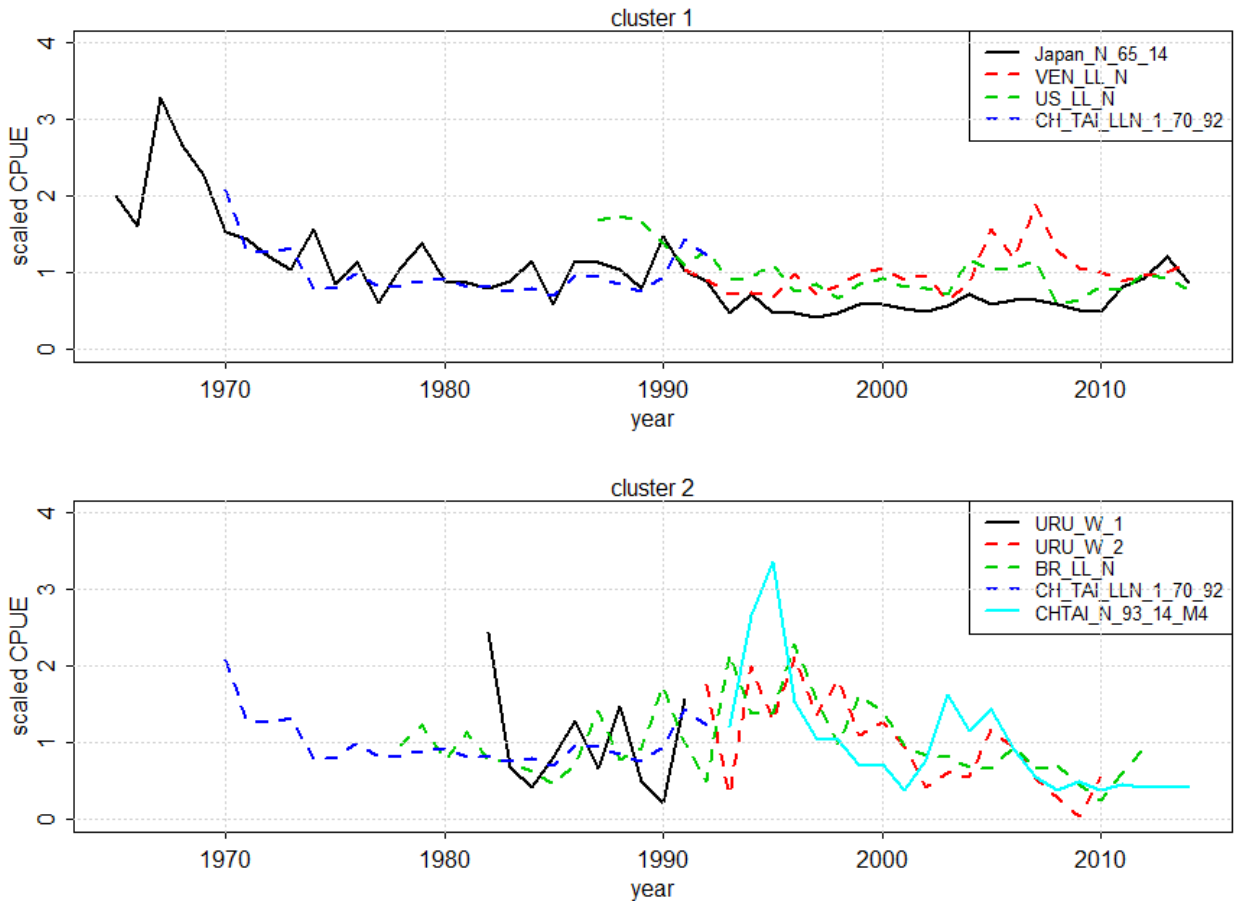 cluster 1
scaled CPUE
4
3
2
1
0
Japan_N_65_14
VEN_LL_N
US_LL_N
CH_TAI_LLN_1_70_92
1970 1980 1990 2000 2010
year
cluster 2
scaled CPUE
4
3
2
1
0
URU_W_1
URU_W_2
BR_LL_N
CH_TAI_LLN_1_70_92
CHTAI_N_93_14_M4
1970 1980 1990 2000 2010
year